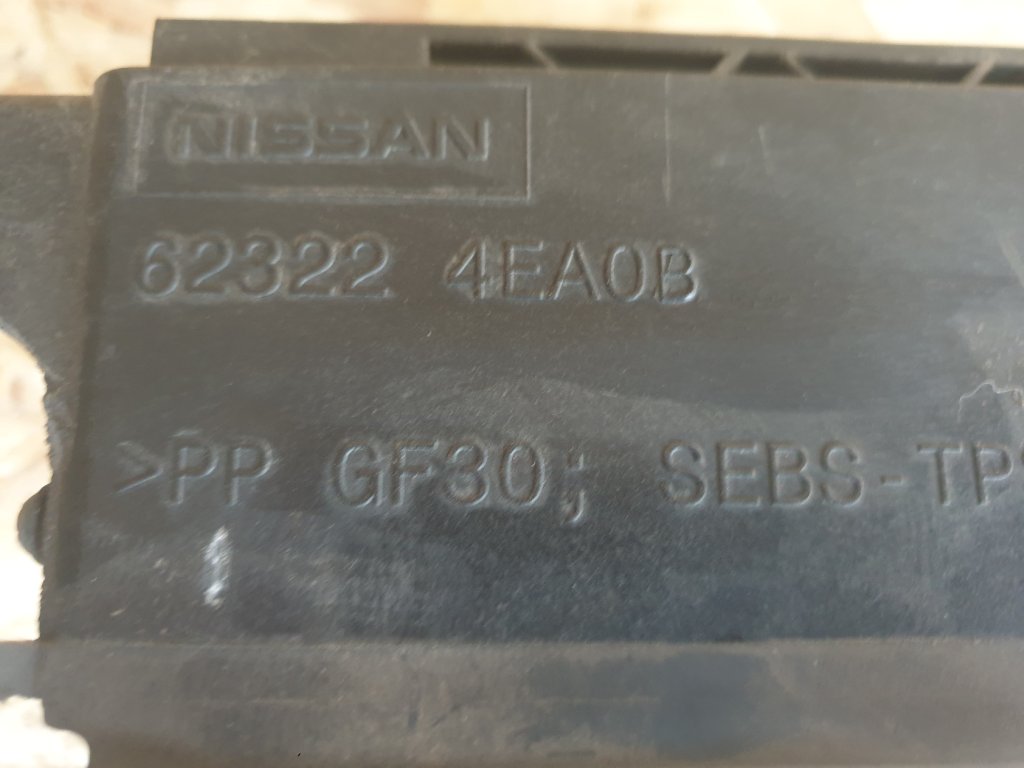 NISSAN
62322 4EA0B
>PP GF30; SEBS-TP